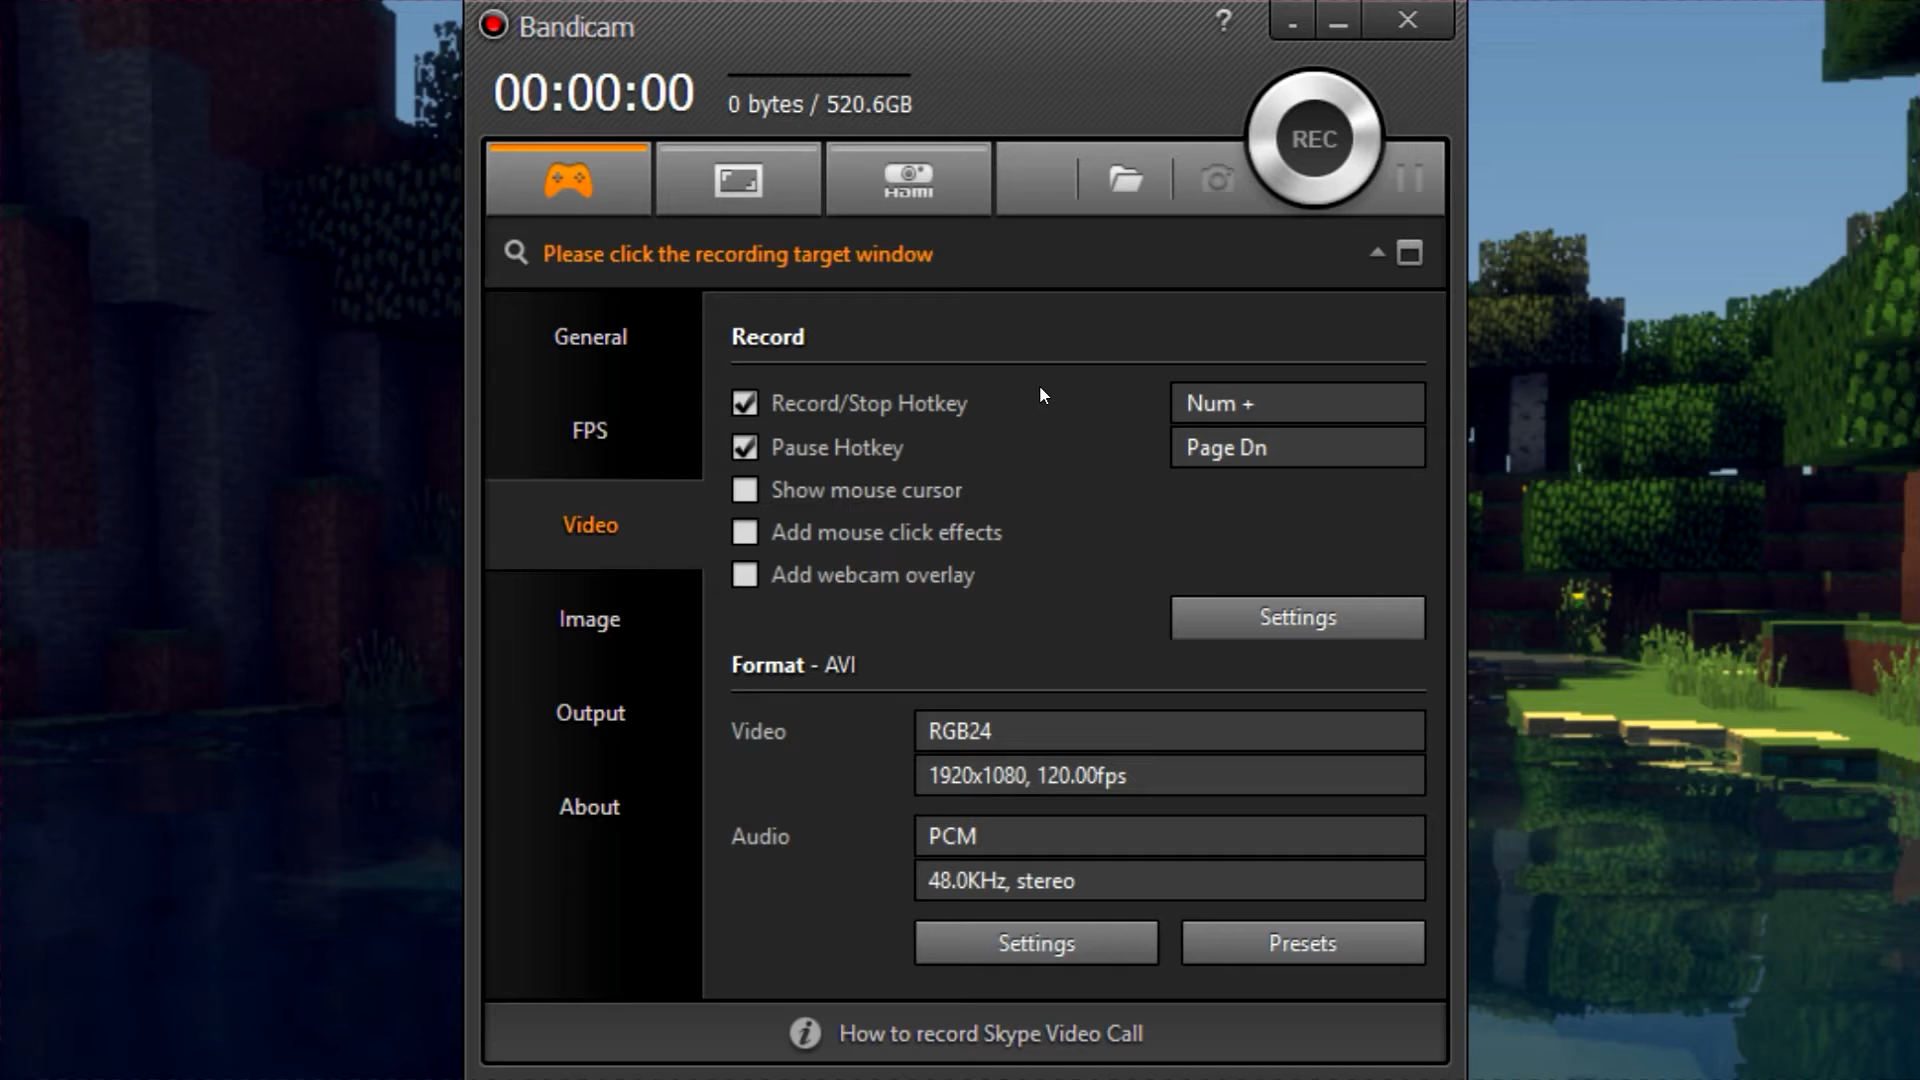 Bandicam
?
00:00:00
0 bytes / 520.6GB
REC
HDMI
Please click the recording target window
General
FPS
Video
Image
Output
About
Record
Record/Stop Hotkey
Num +
Pause Hotkey
Page Dn
Show mouse cursor
Add mouse click effects
Add webcam overlay
Settings
Format - AVI
Video
RGB24
1920x1080, 120.00fps
Audio
PCM
48.0KHz, stereo
Settings
Presets
How to record Skype Video Call